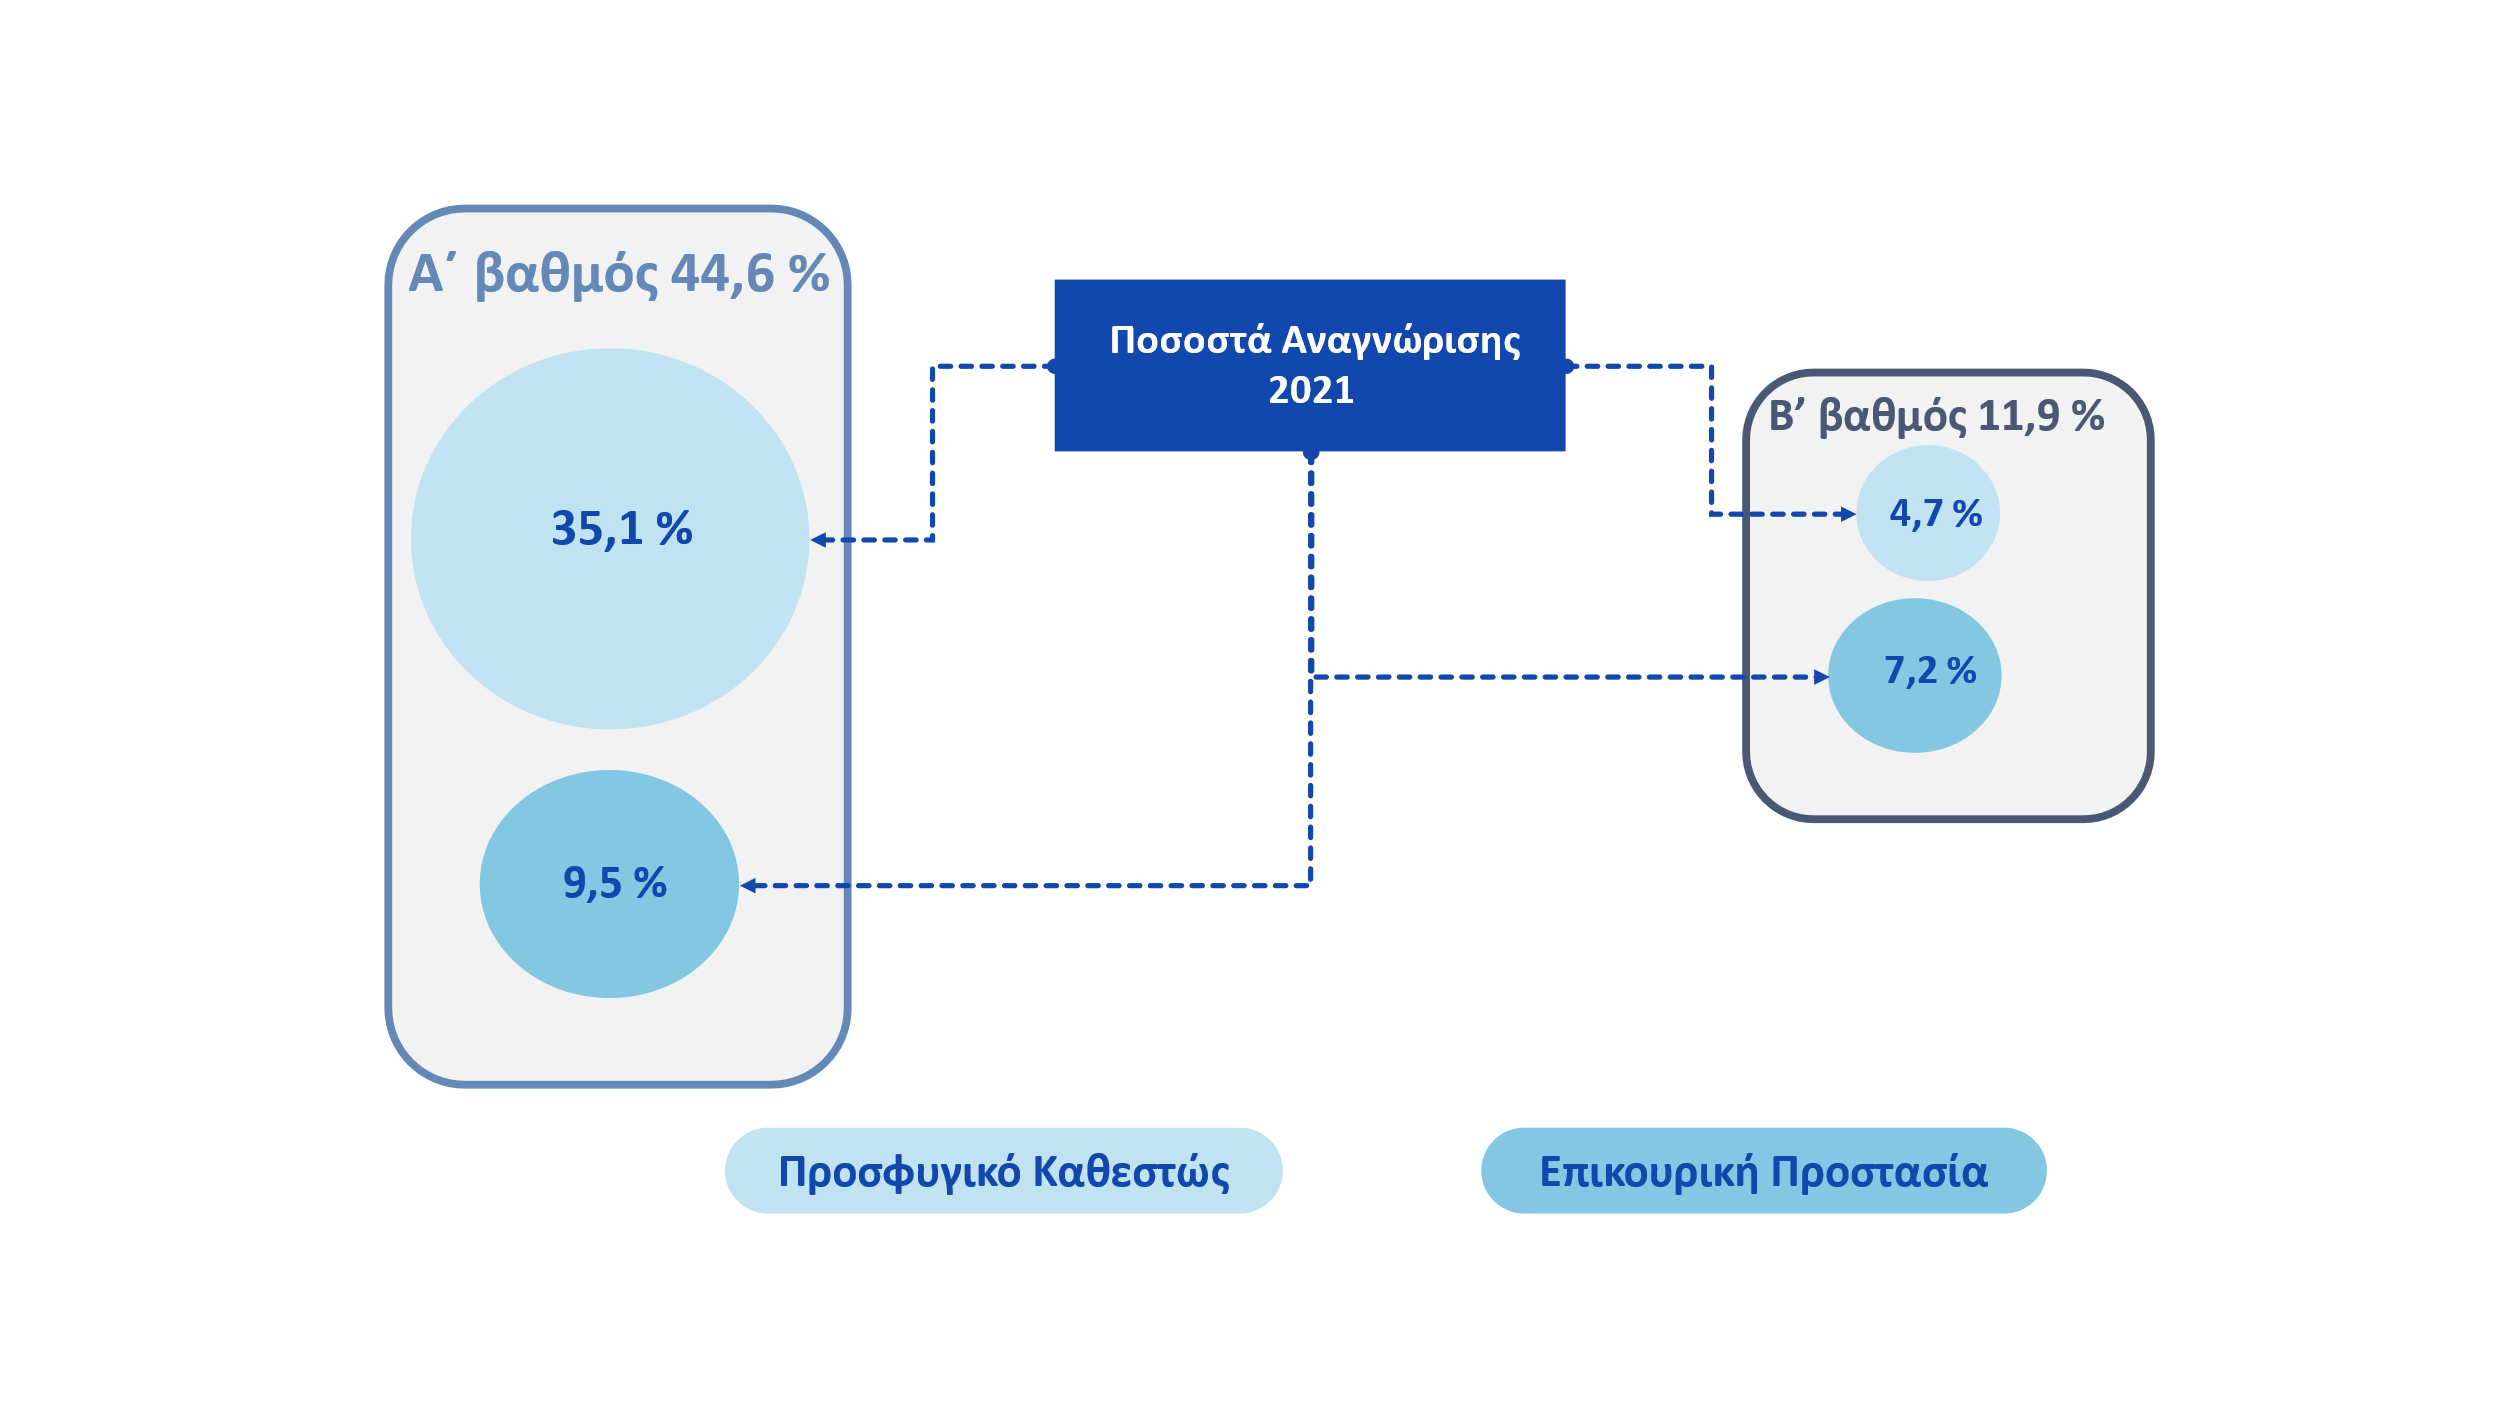 Α΄ βαθμός 44,6 %
35,1 %
9,5 %
Ποσοστά Αναγνώρισης
2021
Β’ βαθμός 11,9 %
4,7 %
7,2 %
Προσφυγικό Καθεστώς
Επικουρική Προστασία